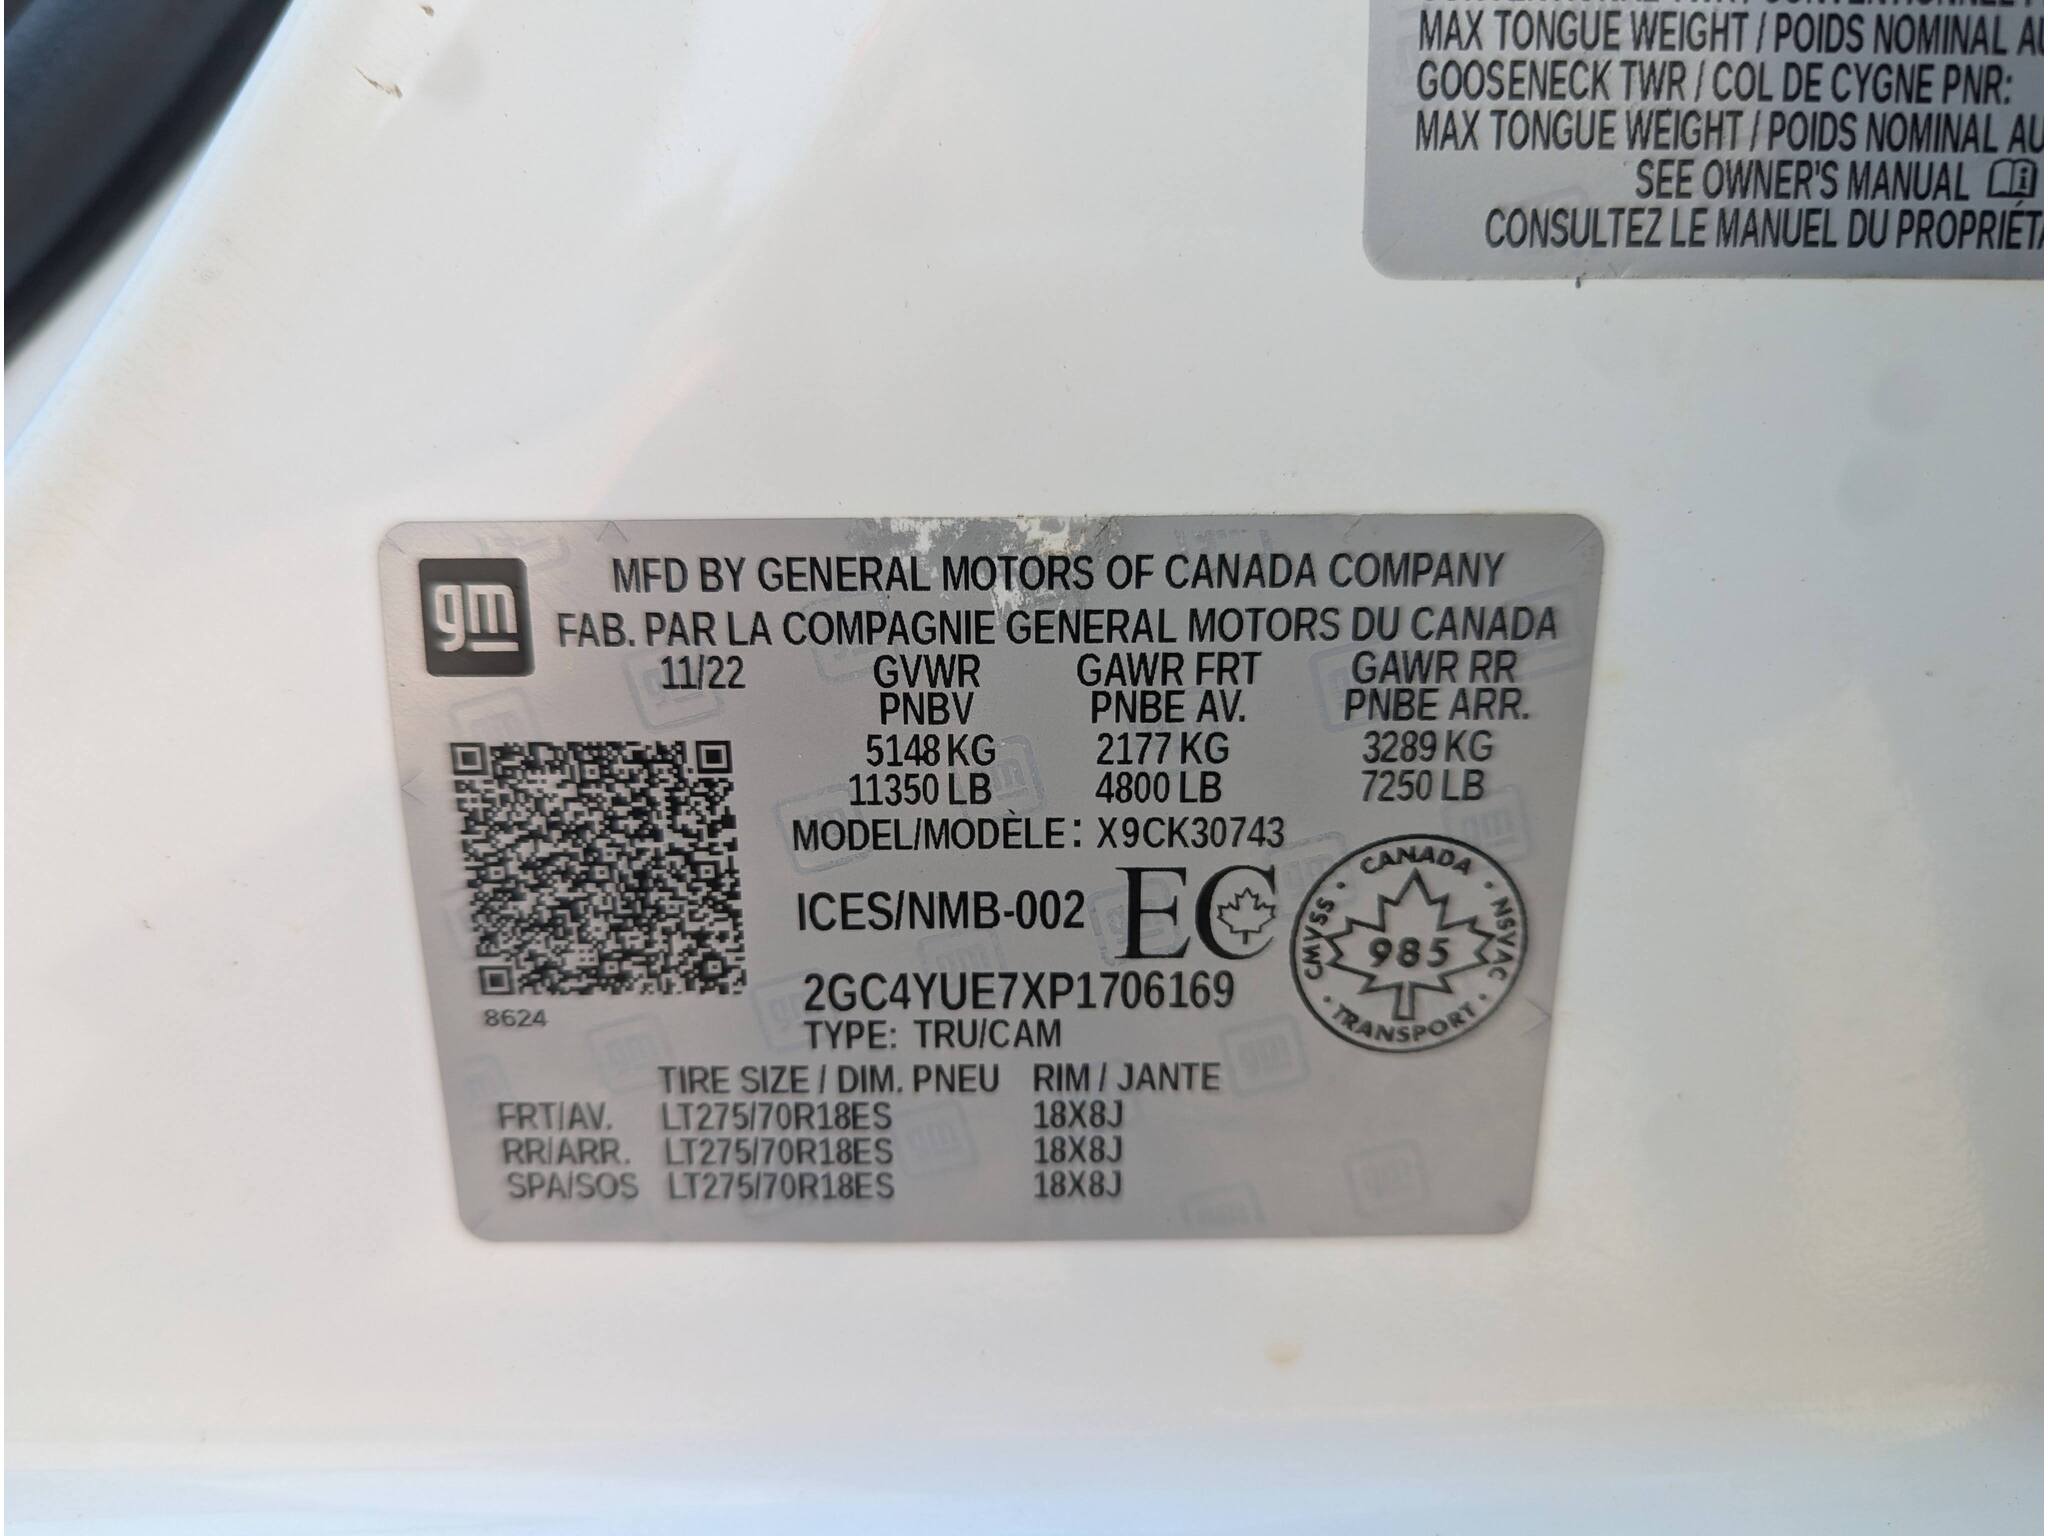 MAX TONGUE WEIGHT / POIDS NOMINAL AU
GOOSENECK TWR / COL DE CYGNE PNR:
MAX TONGUE WEIGHT / POIDS NOMINAL AU
SEE OWNER'S MANUAL
CONSULTEZ LE MANUEL DU PROPRIÉTA
gm
MFD BY GENERAL MOTORS OF CANADA COMPANY
FAB. PAR LA COMPAGNIE GENERAL MOTORS DU CANADA
11/22 GVWR GAWR FRT GAWR RR
PNBV PNBE AV. PNBE ARR.
5148 KG 2177 KG 3289 KG
11350 LB 4800 LB 7250 LB
MODEL/MODÈLE: X9CK30743
ICES/NMB-002 EC
CANADA · NSVAC · TRANSPORT · CMVSS ·
985
2GC4YUE7XP1706169
8624
TYPE: TRU/CAM
TIRE SIZE / DIM. PNEU RIM / JANTE
FRT/AV. LT275/70R18ES 18X8J
RR/ARR. LT275/70R18ES 18X8J
SPA/SOS LT275/70R18ES 18X8J